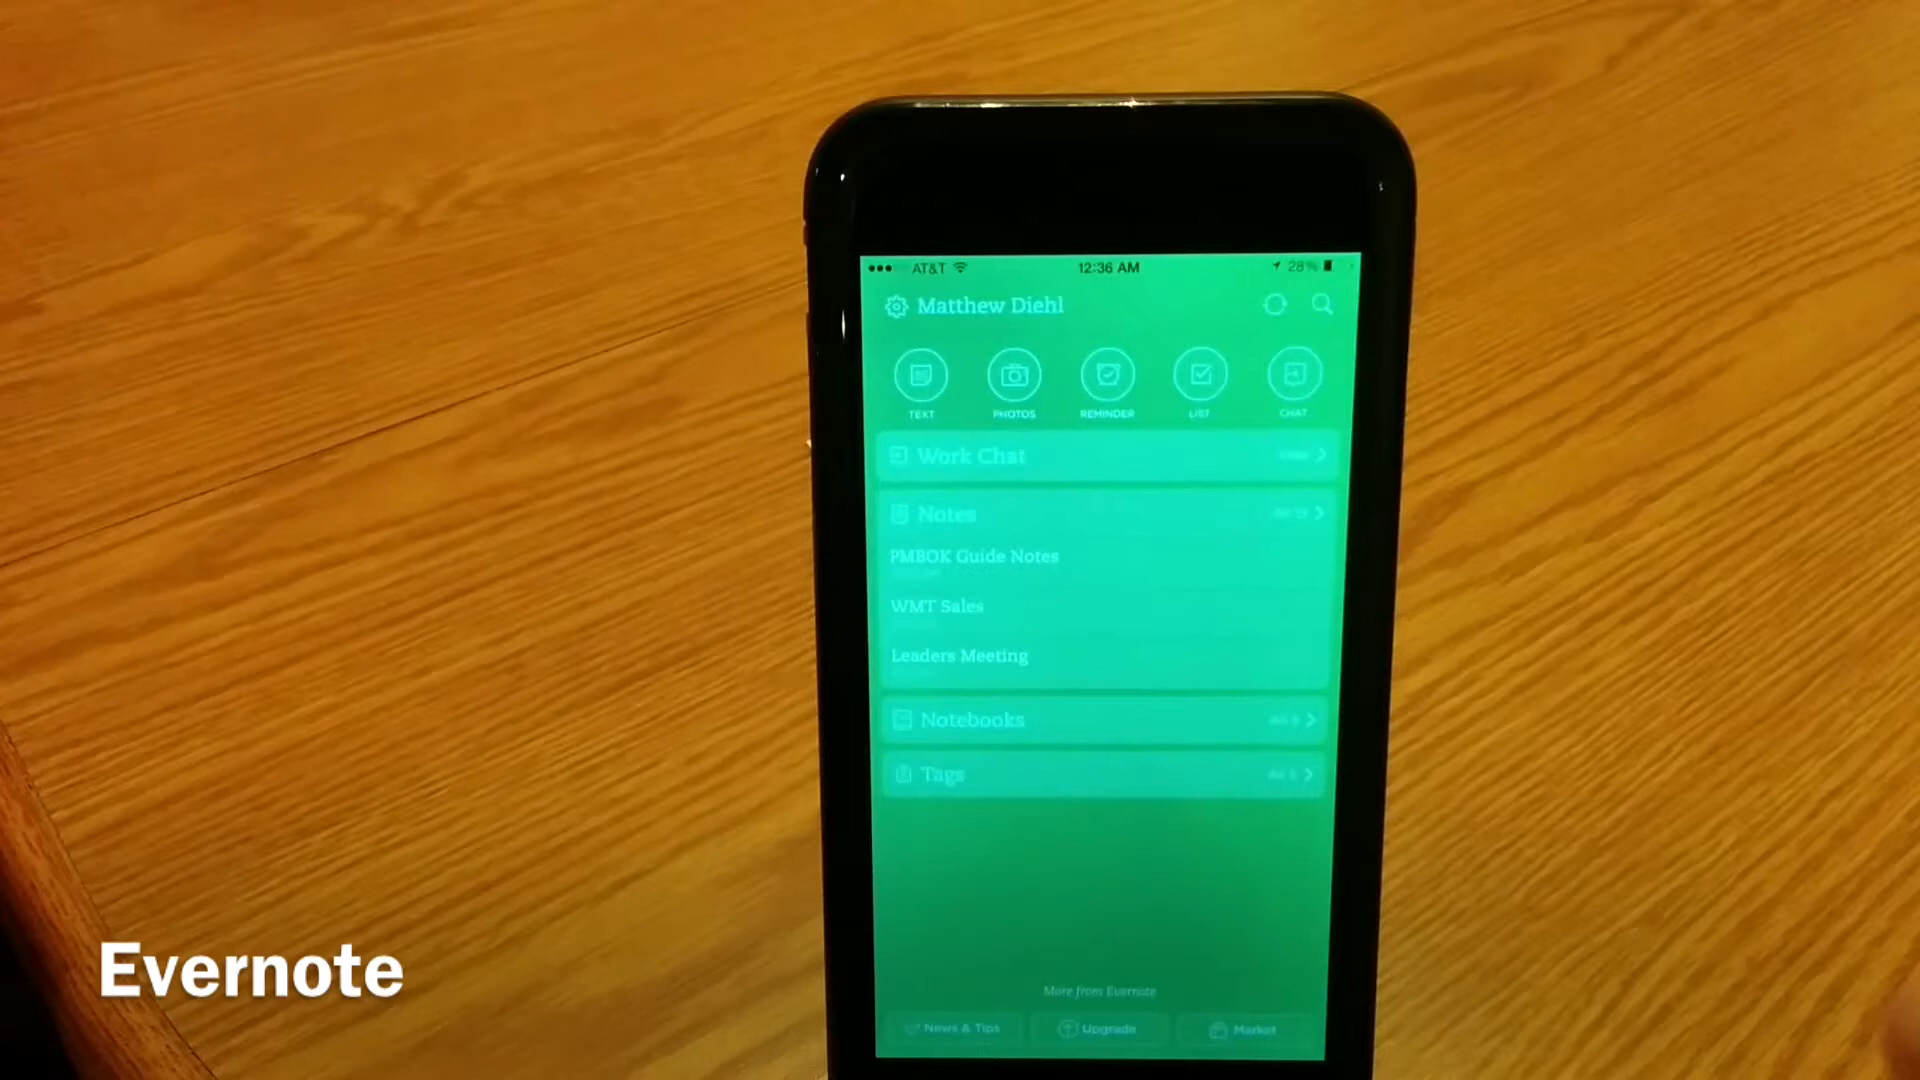 AT&T 12:36 AM 28%
Matthew Diehl
TEXT PHOTOS REMINDER LIST CHAT
Work Chat
Notes
PMBOK Guide Notes
WMT Sales
Leaders Meeting
Notebooks
Tags
More from Evernote
News & Tips Upgrade Market
Evernote